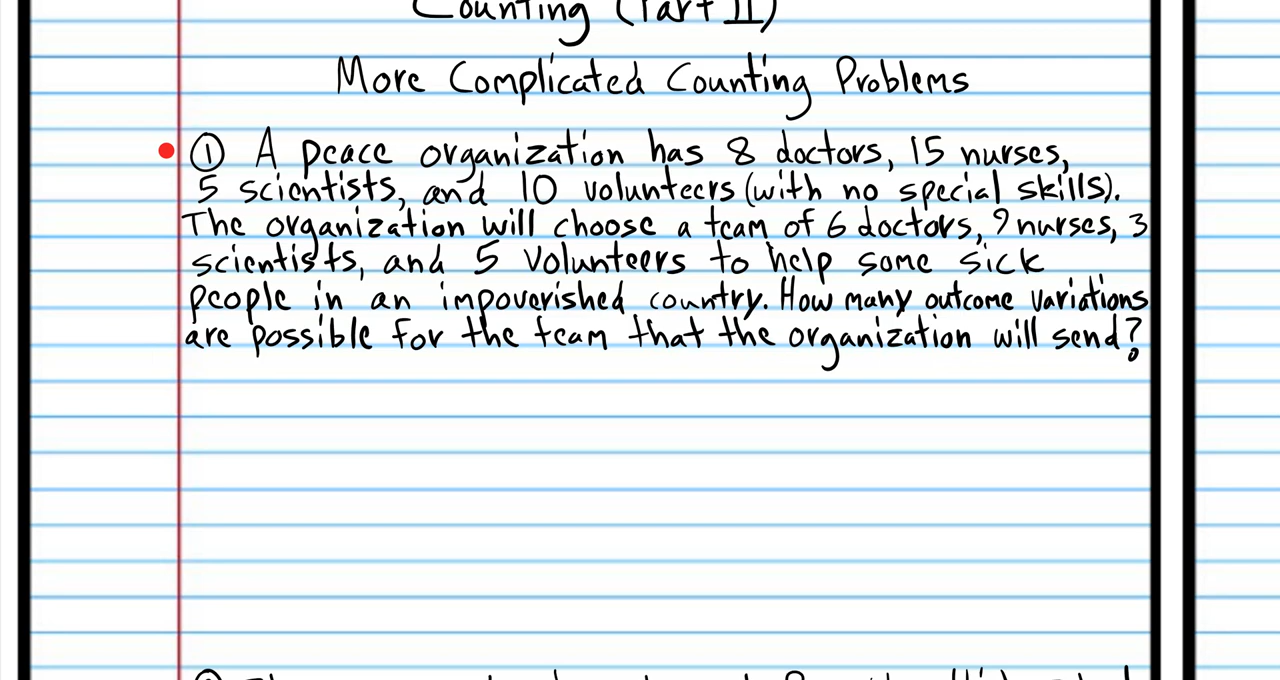 Counting (Part II)
More Complicated Counting Problems
① A peace organization has 8 doctors, 15 nurses,
5 scientists, and 10 volunteers (with no special skills).
The organization will choose a team of 6 doctors, 9 nurses, 3
scientists, and 5 volunteers to help some sick
people in an impoverished country. How many outcome variations
are possible for the team that the organization will send?